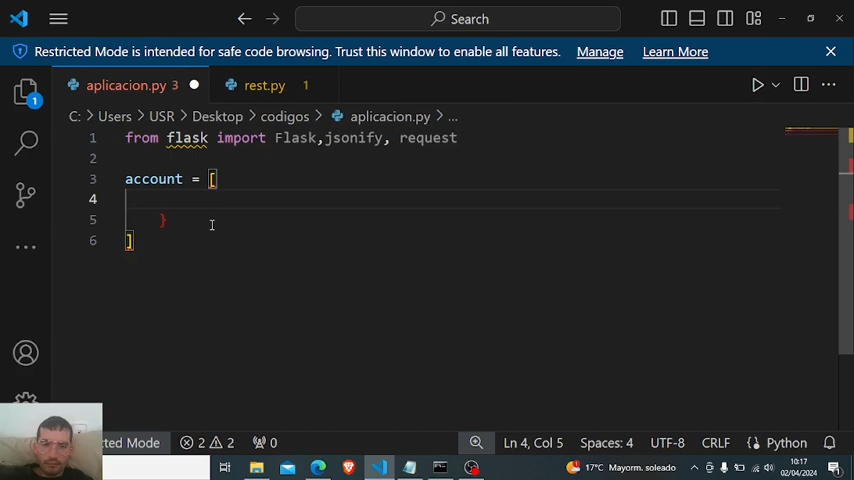 Search
Restricted Mode is intended for safe code browsing. Trust this window to enable all features. Manage Learn More
aplicacion.py 3 rest.py 1
1
C: > Users > USR > Desktop > codigos > aplicacion.py > ...
1 from flask import Flask,jsonify, request
2
3 account = [
4
5 }
6 ]
cted Mode 2 2 0 Ln 4, Col 5 Spaces: 4 UTF-8 CRLF Python
17°C Mayorm. soleado 10:17
02/04/2024